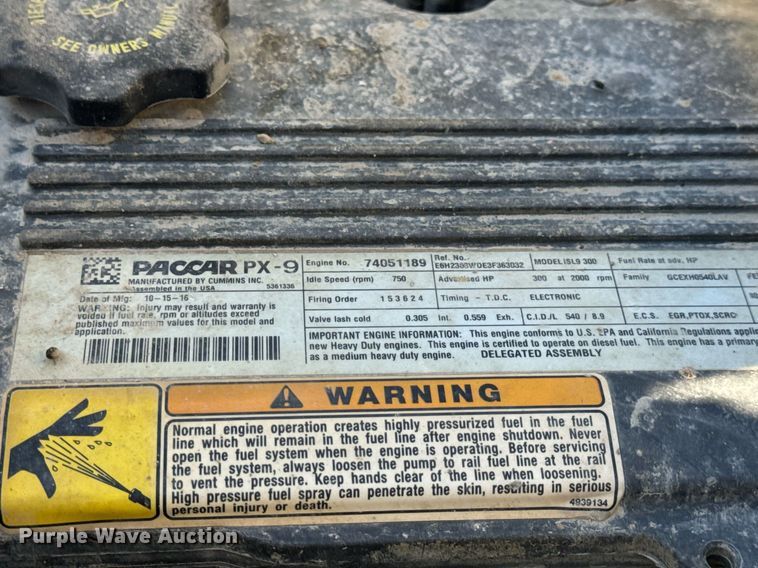 SEE OWNERS MANUAL
PACCAR PX-9
MANUFACTURED BY CUMMINS INC.
Assembled in the USA 5361336
Date of Mfg: 10-15-16
WARNING: Injury may result and warranty is
voided if fuel rate, rpm or altitudes exceed
published maximum values for this model and
application.
Engine No. 74051189 Ref. No. MODEL ISL9 300 Fuel Rate at adv. HP
Idle Speed (rpm) 750 Advertised HP 300 at 2000 rpm Family GCEXH0540LAV
Firing Order 1 5 3 6 2 4 Timing - T.D.C. ELECTRONIC
Valve lash cold 0.305 Int. 0.559 Exh. C.I.D./L 540 / 8.9 E.C.S. EGR,PTOX,SCRC
IMPORTANT ENGINE INFORMATION: This engine conforms to U.S. EPA and California Regulations
new Heavy Duty engines. This engine is certified to operate on diesel fuel. This engine has a primary
as a medium heavy duty engine. DELEGATED ASSEMBLY
WARNING
Normal engine operation creates highly pressurized fuel in the fuel
line which will remain in the fuel line after engine shutdown. Never
open the fuel system when the engine is operating. Before servicing
the fuel system, always loosen the pump to rail fuel line at the rail
to vent the pressure. Keep hands clear of the line when loosening.
High pressure fuel spray can penetrate the skin, resulting in serious
personal injury or death. 4939134
Purple Wave Auction